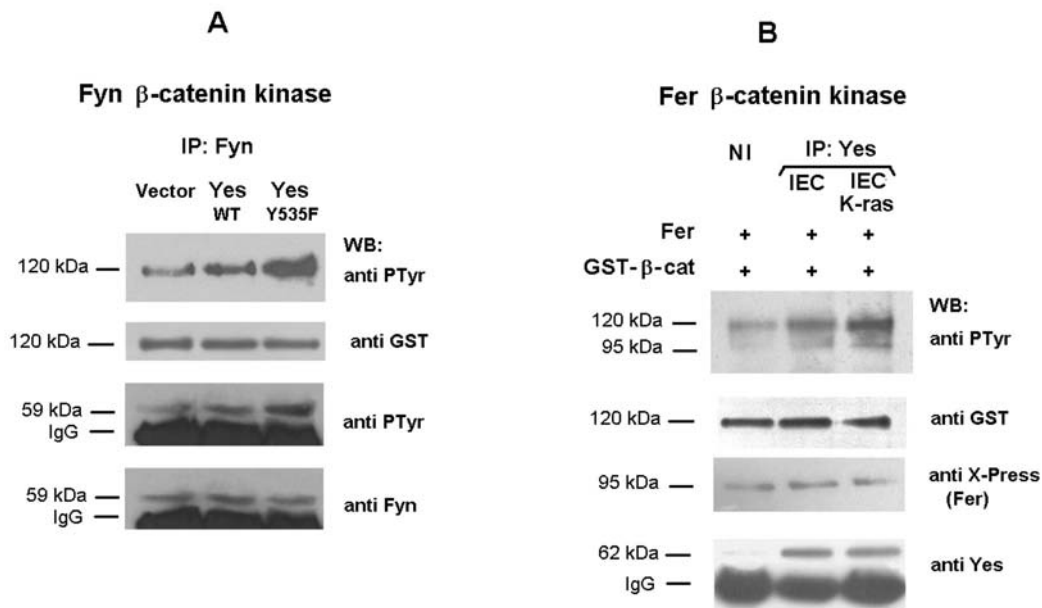 A
Fyn β-catenin kinase
IP: Fyn
Vector Yes WT Yes Y535F
WB:
120 kDa anti PTyr
120 kDa anti GST
59 kDa
IgG anti PTyr
59 kDa
IgG anti Fyn
B
Fer β-catenin kinase
NI IP: Yes
IEC IEC K-ras
Fer + + +
GST-β-cat + + +
WB:
120 kDa
95 kDa anti PTyr
120 kDa anti GST
95 kDa anti X-Press (Fer)
62 kDa
IgG anti Yes